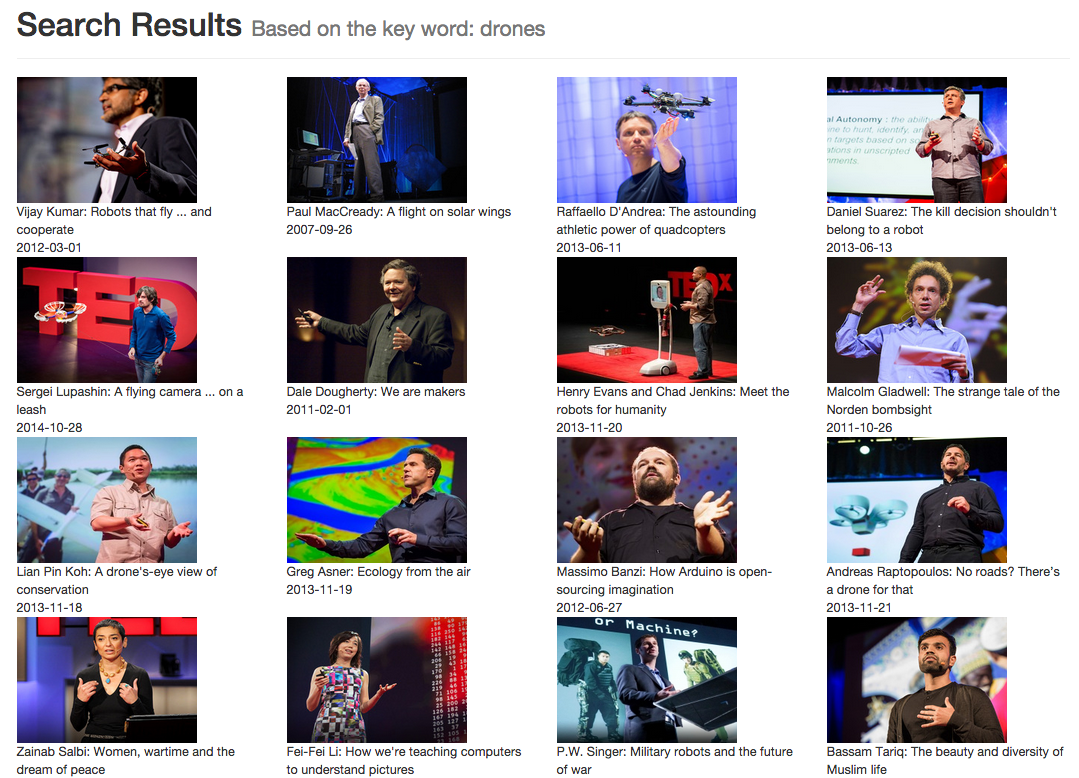 Search Results Based on the key word: drones
al Autonomy : the ability
ne to hunt, identify, an
m targets based on
ations in unscripted
nments.
Vijay Kumar: Robots that fly ... and
cooperate
2012-03-01
Paul MacCready: A flight on solar wings
2007-09-26
Raffaello D'Andrea: The astounding
athletic power of quadcopters
2013-06-11
Daniel Suarez: The kill decision shouldn't
belong to a robot
2013-06-13
TED
TEDx
Sergei Lupashin: A flying camera ... on a
leash
2014-10-28
Dale Dougherty: We are makers
2011-02-01
Henry Evans and Chad Jenkins: Meet the
robots for humanity
2013-11-20
Malcolm Gladwell: The strange tale of the
Norden bombsight
2011-10-26
Lian Pin Koh: A drone's-eye view of
conservation
2013-11-18
Greg Asner: Ecology from the air
2013-11-19
Massimo Banzi: How Arduino is open-
sourcing imagination
2012-06-27
Andreas Raptopoulos: No roads? There's
a drone for that
2013-11-21
or Machine?
Zainab Salbi: Women, wartime and the
dream of peace
Fei-Fei Li: How we're teaching computers
to understand pictures
P.W. Singer: Military robots and the future
of war
Bassam Tariq: The beauty and diversity of
Muslim life